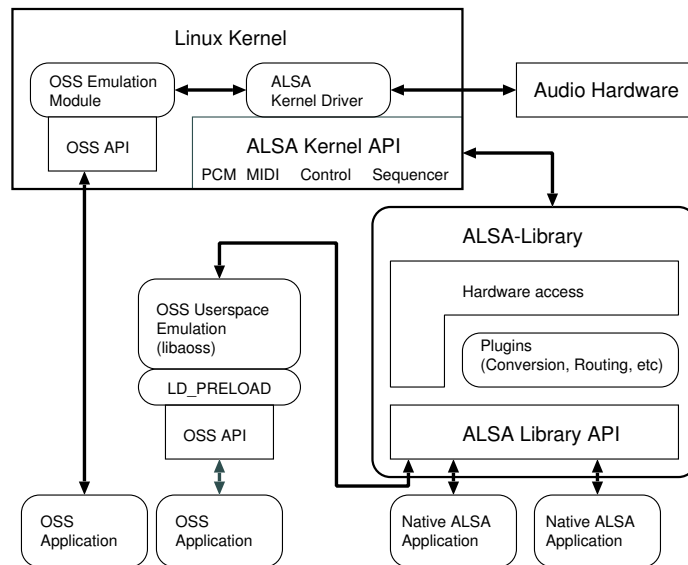 Linux Kernel
OSS Emulation
Module
ALSA
Kernel Driver
Audio Hardware
OSS API
ALSA Kernel API
PCM MIDI Control Sequencer
ALSA-Library
Hardware access
OSS Userspace
Emulation
(libaoss)
Plugins
(Conversion, Routing, etc)
LD_PRELOAD
OSS API
ALSA Library API
OSS
Application
OSS
Application
Native ALSA
Application
Native ALSA
Application